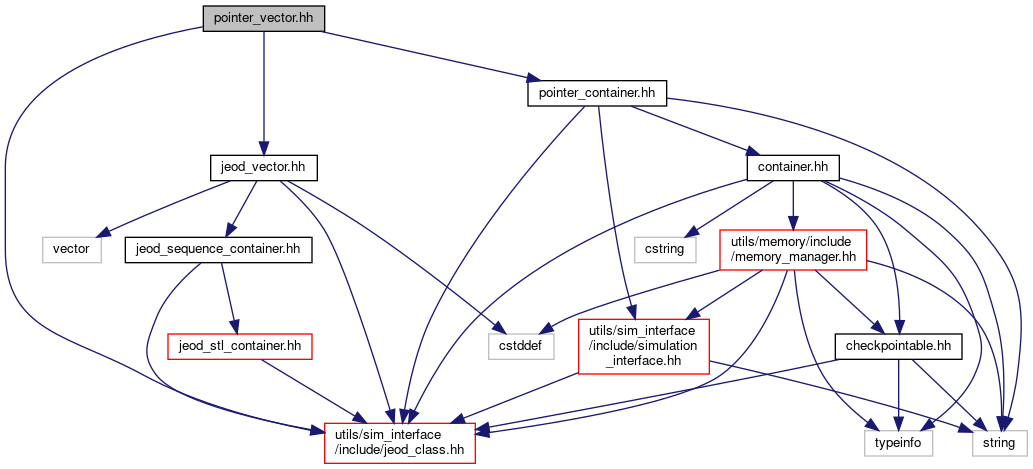 pointer_vector.hh
pointer_container.hh
jeod_vector.hh
container.hh
vector
jeod_sequence_container.hh
cstring
utils/memory/include
/memory_manager.hh
jeod_stl_container.hh
cstddef
utils/sim_interface
/include/simulation
_interface.hh
checkpointable.hh
utils/sim_interface
/include/jeod_class.hh
typeinfo
string